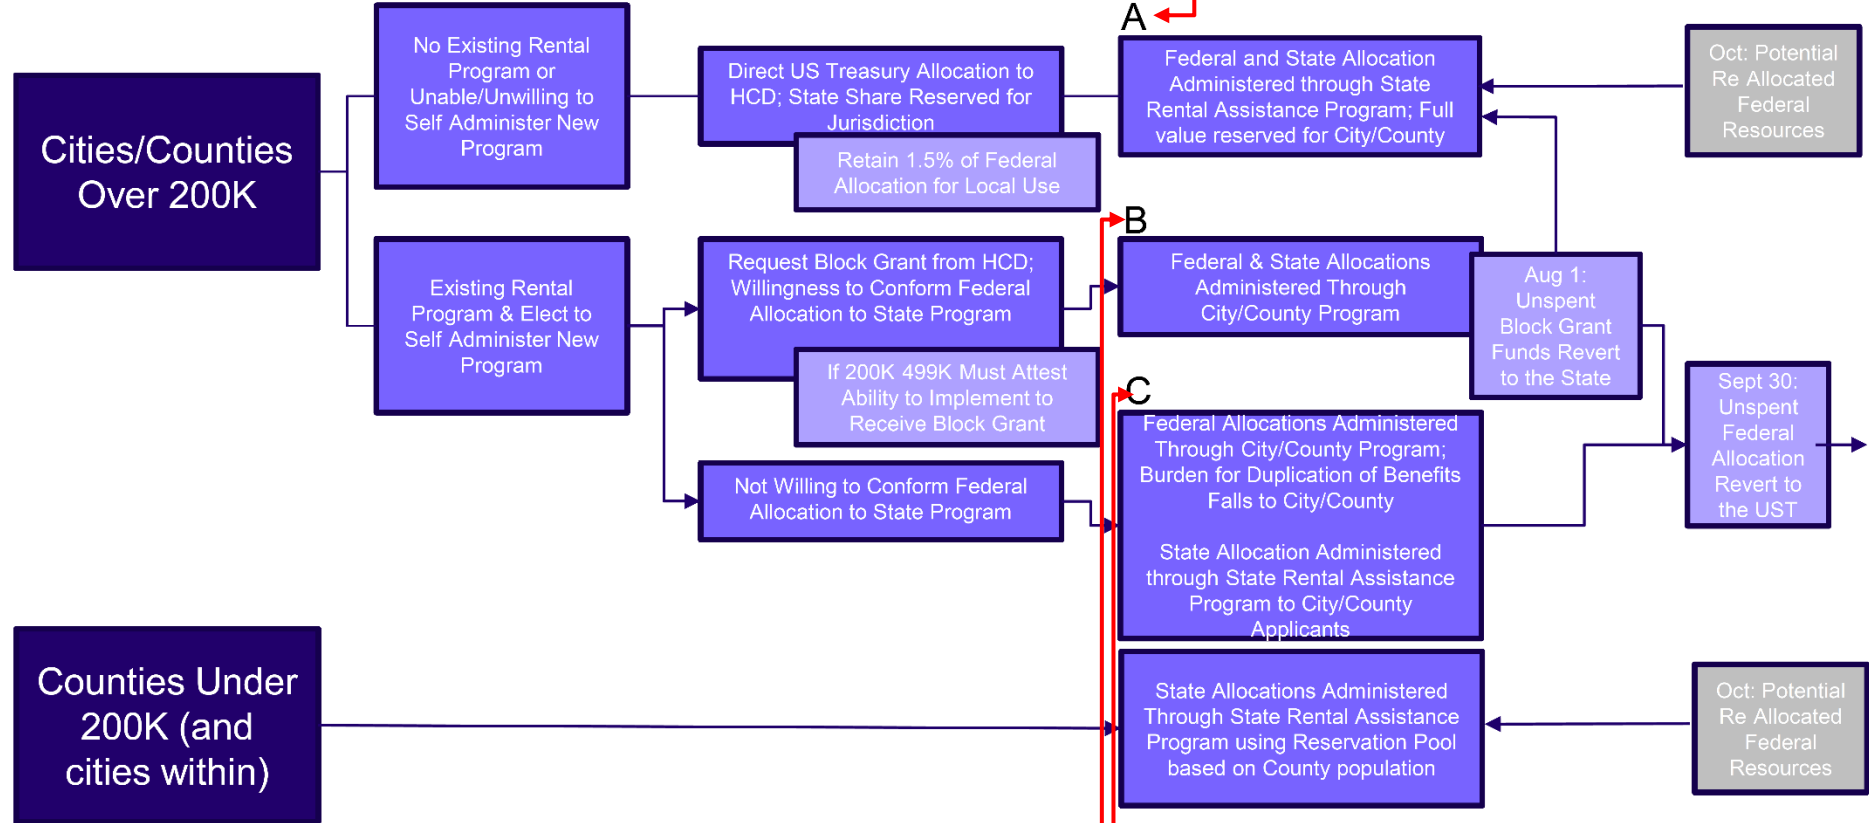 Cities/Counties
Over 200K
No Existing Rental
Program or
Unable/Unwilling to
Self Administer New
Program
Direct US Treasury Allocation to
HCD; State Share Reserved for
Jurisdiction
Retain 1.5% of Federal
Allocation for Local Use
A
Federal and State Allocation
Administered through State
Rental Assistance Program; Full
value reserved for City/County
Oct: Potential
Re Allocated
Federal
Resources
Existing Rental
Program & Elect to
Self Administer New
Program
Request Block Grant from HCD;
Willingness to Conform Federal
Allocation to State Program
If 200K 499K Must Attest
Ability to Implement to
Receive Block Grant
B
Federal & State Allocations
Administered Through
City/County Program
Aug 1:
Unspent
Block Grant
Funds Revert
to the State
Not Willing to Conform Federal
Allocation to State Program
C
Federal Allocations Administered
Through City/County Program;
Burden for Duplication of Benefits
Falls to City/County
State Allocation Administered
through State Rental Assistance
Program to City/County
Applicants
Sept 30:
Unspent
Federal
Allocation
Revert to
the UST
Counties Under
200K (and
cities within)
State Allocations Administered
Through State Rental Assistance
Program using Reservation Pool
based on County population
Oct: Potential
Re Allocated
Federal
Resources